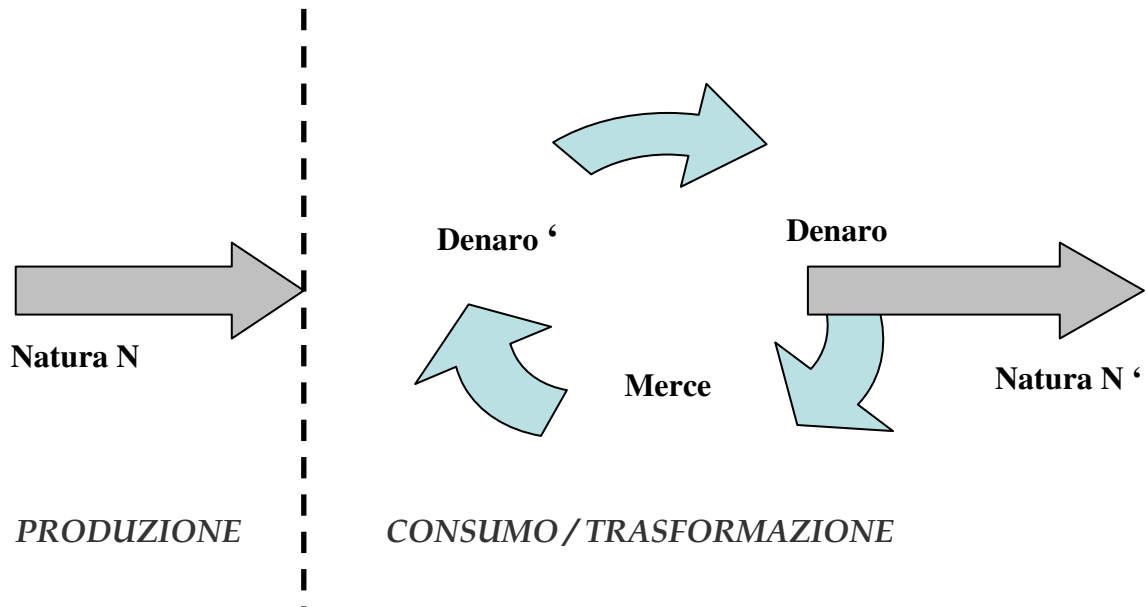 Denaro ‘
Denaro
Natura N
Merce
Natura N ‘
PRODUZIONE
CONSUMO / TRASFORMAZIONE